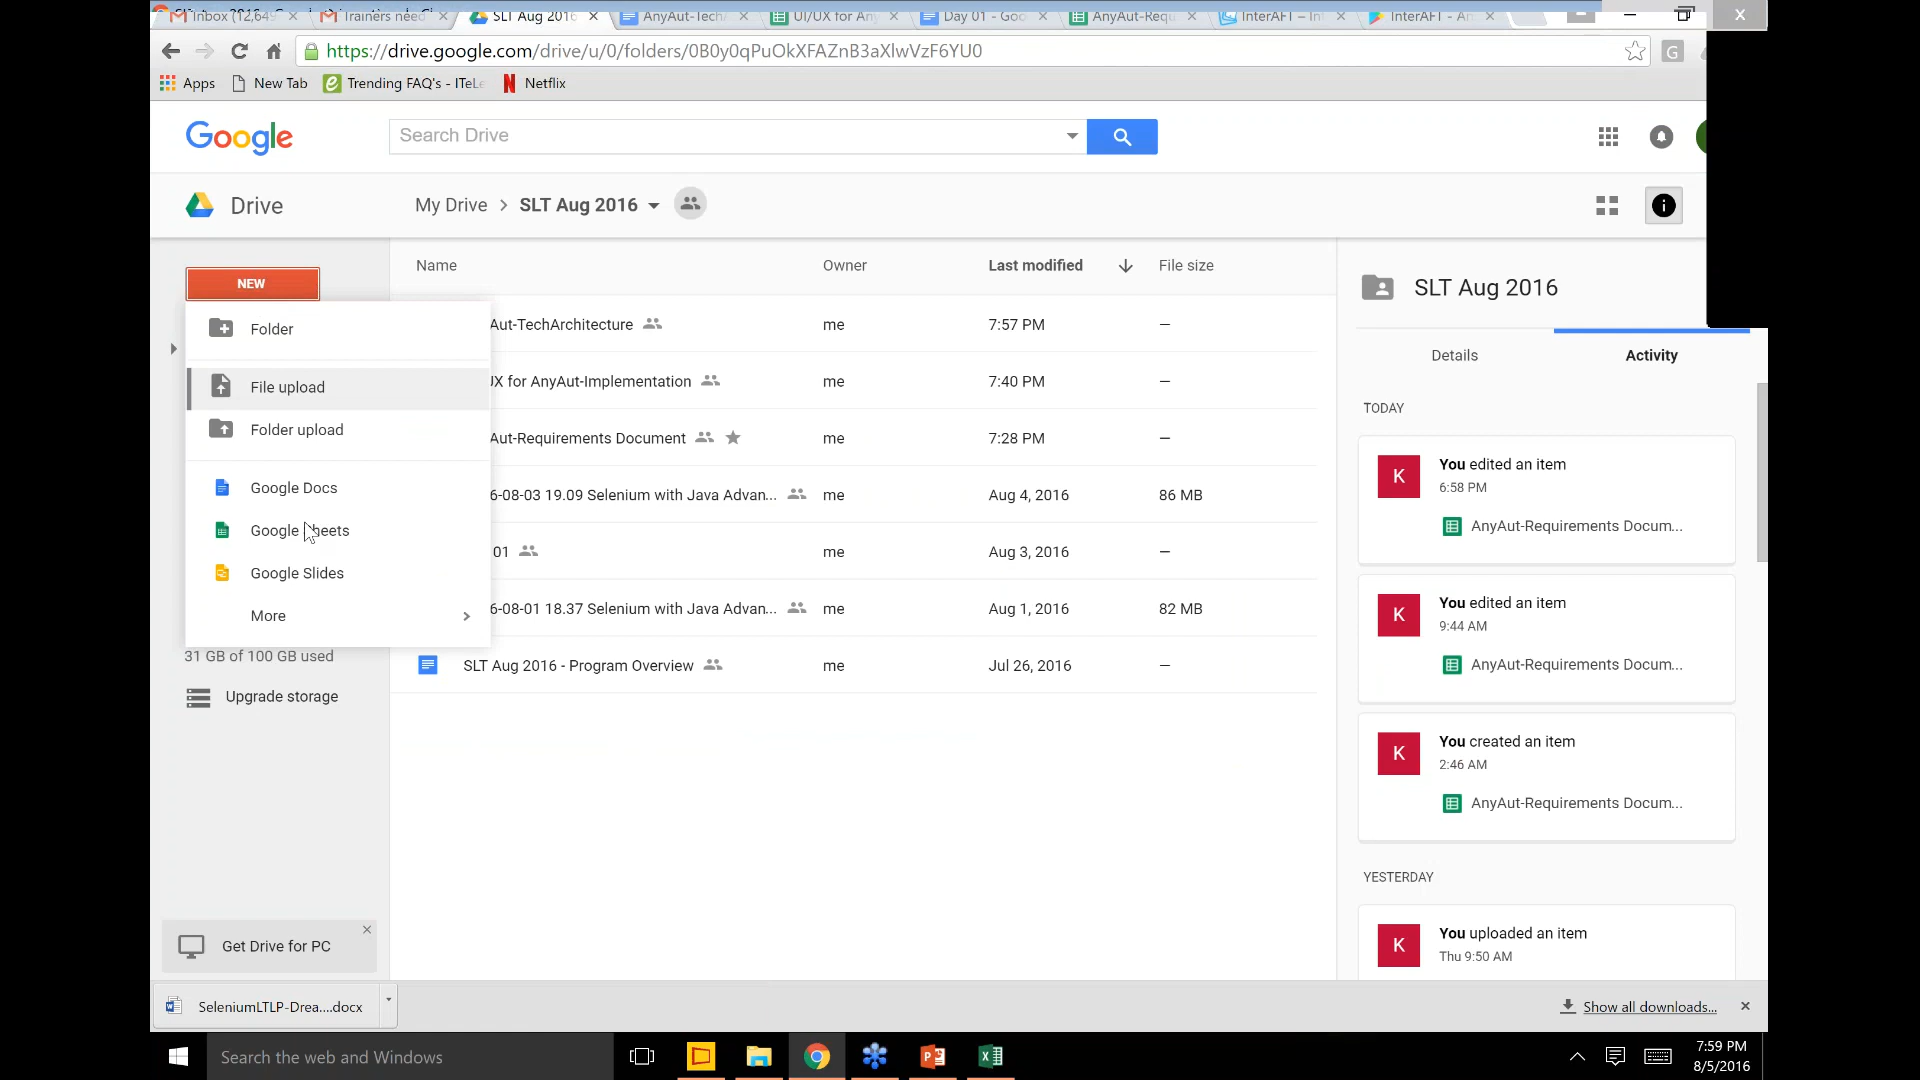 Inbox (12,649
Trainers need
SLT Aug 2016
AnyAut-Tech
UI/UX for Any
Day 01 - Goo
AnyAut-Requ
InterAFT – Int
InterAFT - An
https://drive.google.com/drive/u/0/folders/0B0y0qPuOkXFAZnB3aXlwVzF6YU0
G
Apps
New Tab
Trending FAQ's - ITeLe
Netflix
Google
Search Drive
Drive
My Drive > SLT Aug 2016
NEW
Folder
File upload
Folder upload
Google Docs
Google Sheets
Google Slides
More
31 GB of 100 GB used
Upgrade storage
Get Drive for PC
Name Owner Last modified File size
Aut-TechArchitecture me 7:57 PM —
UX for AnyAut-Implementation me 7:40 PM —
Aut-Requirements Document me 7:28 PM —
6-08-03 19.09 Selenium with Java Advan... me Aug 4, 2016 86 MB
01 me Aug 3, 2016 —
6-08-01 18.37 Selenium with Java Advan... me Aug 1, 2016 82 MB
SLT Aug 2016 - Program Overview me Jul 26, 2016 —
SLT Aug 2016
Details Activity
TODAY
K
You edited an item
6:58 PM
AnyAut-Requirements Docum...
K
You edited an item
9:44 AM
AnyAut-Requirements Docum...
K
You created an item
2:46 AM
AnyAut-Requirements Docum...
YESTERDAY
K
You uploaded an item
Thu 9:50 AM
SeleniumLTLP-Drea....docx
Show all downloads...
Search the web and Windows
7:59 PM
8/5/2016